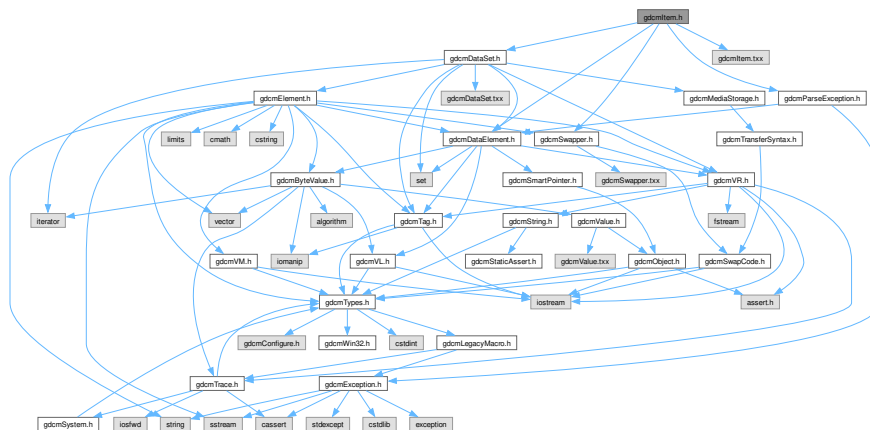 gdcmItem.h
gdcmDataSet.h
gdcmItem.txx
gdcmElement.h
gdcmDataSet.txx
gdcmMediaStorage.h
gdcmParseException.h
limits
cmath
cstring
gdcmDataElement.h
gdcmSwapper.h
gdcmTransferSyntax.h
gdcmByteValue.h
set
gdcmSmartPointer.h
gdcmSwapper.txx
gdcmVR.h
iterator
vector
algorithm
gdcmTag.h
gdcmString.h
gdcmValue.h
fstream
gdcmVM.h
iomanip
gdcmVL.h
gdcmStaticAssert.h
gdcmValue.txx
gdcmObject.h
gdcmSwapCode.h
gdcmTypes.h
iostream
assert.h
gdcmConfigure.h
gdcmWin32.h
cstdint
gdcmLegacyMacro.h
gdcmTrace.h
gdcmException.h
gdcmSystem.h
iosfwd
string
sstream
cassert
stdexcept
cstdlib
exception